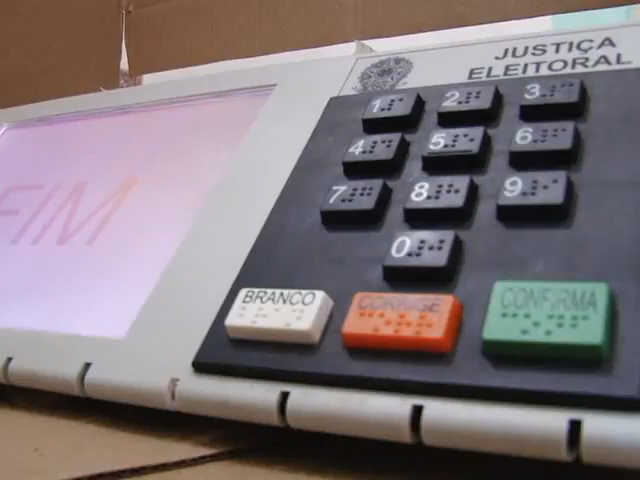 JUSTIÇA
ELEITORAL
FIM
1 2 3
4 5 6
7 8 9
0
BRANCO CORRIGE CONFIRMA